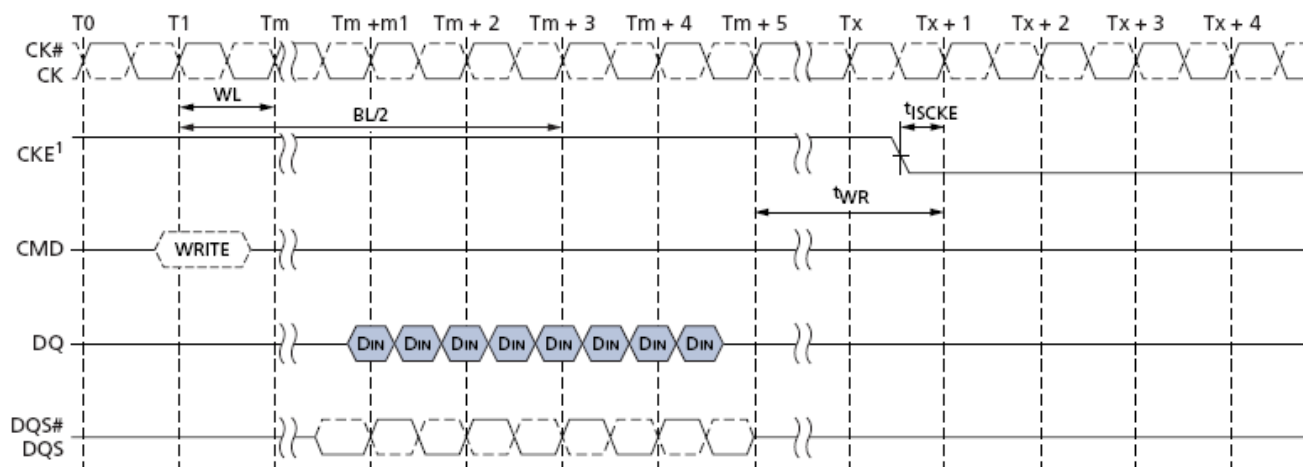 T0 T1 Tm Tm +m1 Tm + 2 Tm + 3 Tm + 4 Tm + 5 Tx Tx + 1 Tx + 2 Tx + 3 Tx + 4
CK#
CK
WL
BL/2
tISCKE
CKE1
tWR
CMD WRITE
DQ DIN DIN DIN DIN DIN DIN DIN DIN
DQS#
DQS